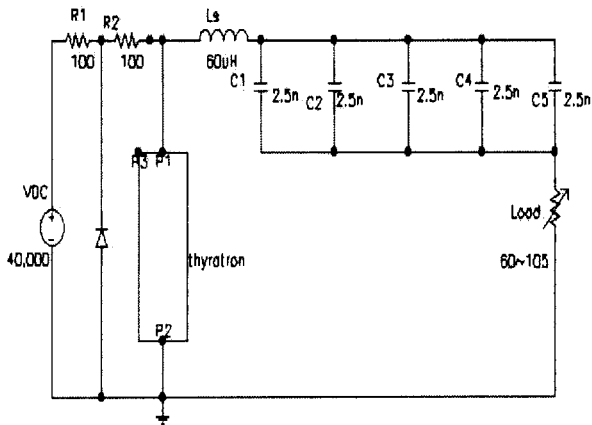 R1
R2
Ls
100
100
60uH
C1
2.5n
C2
2.5n
C3
2.5n
C4
2.5n
C5
2.5n
P3
P1
VDC
+
-
40,000
thyratron
Load
60~105
P2